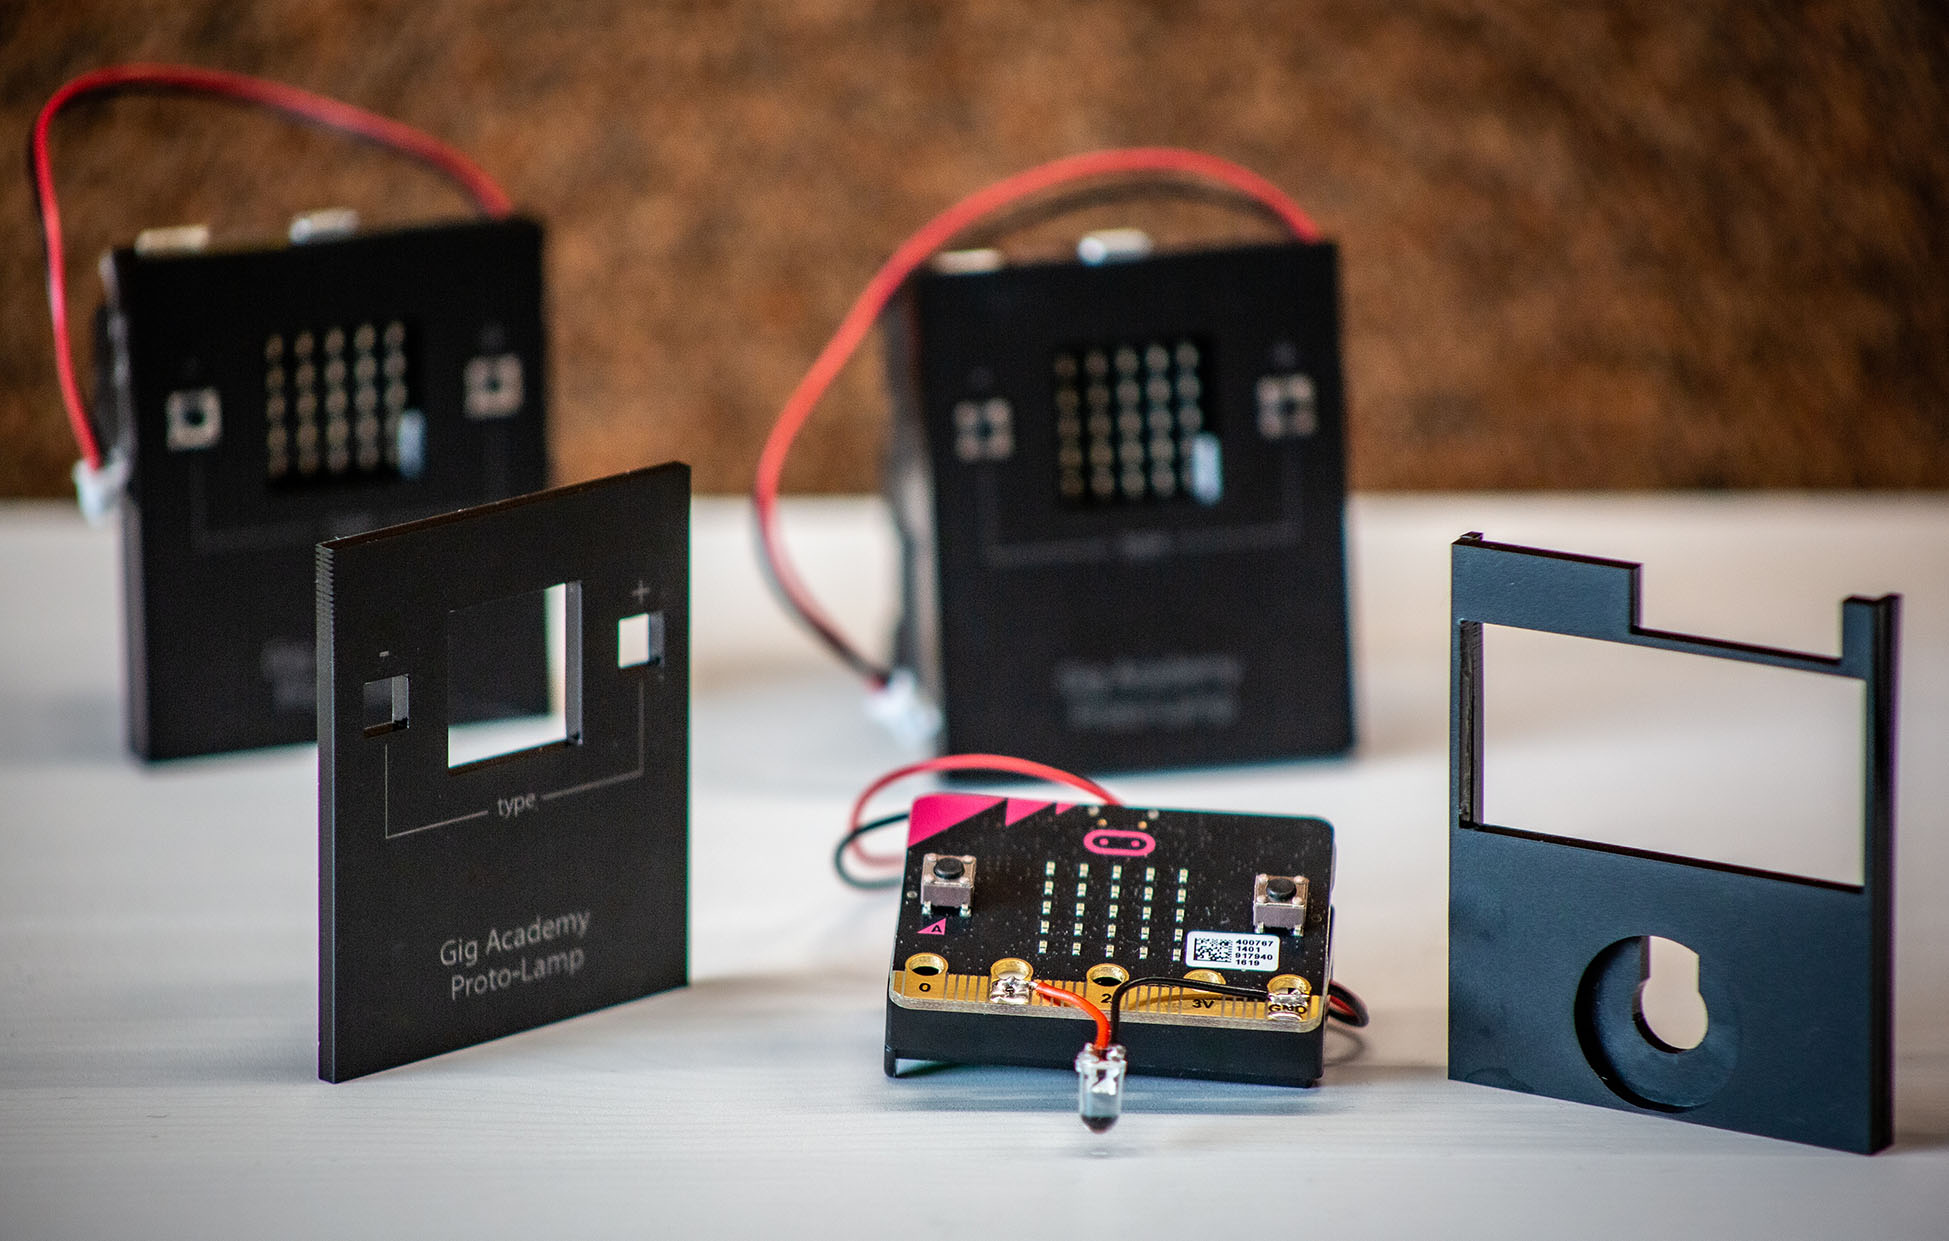 -
+
type
Gig Academy
Proto-Lamp
A
400767
1401
917940
1619
0
2
3V
GND